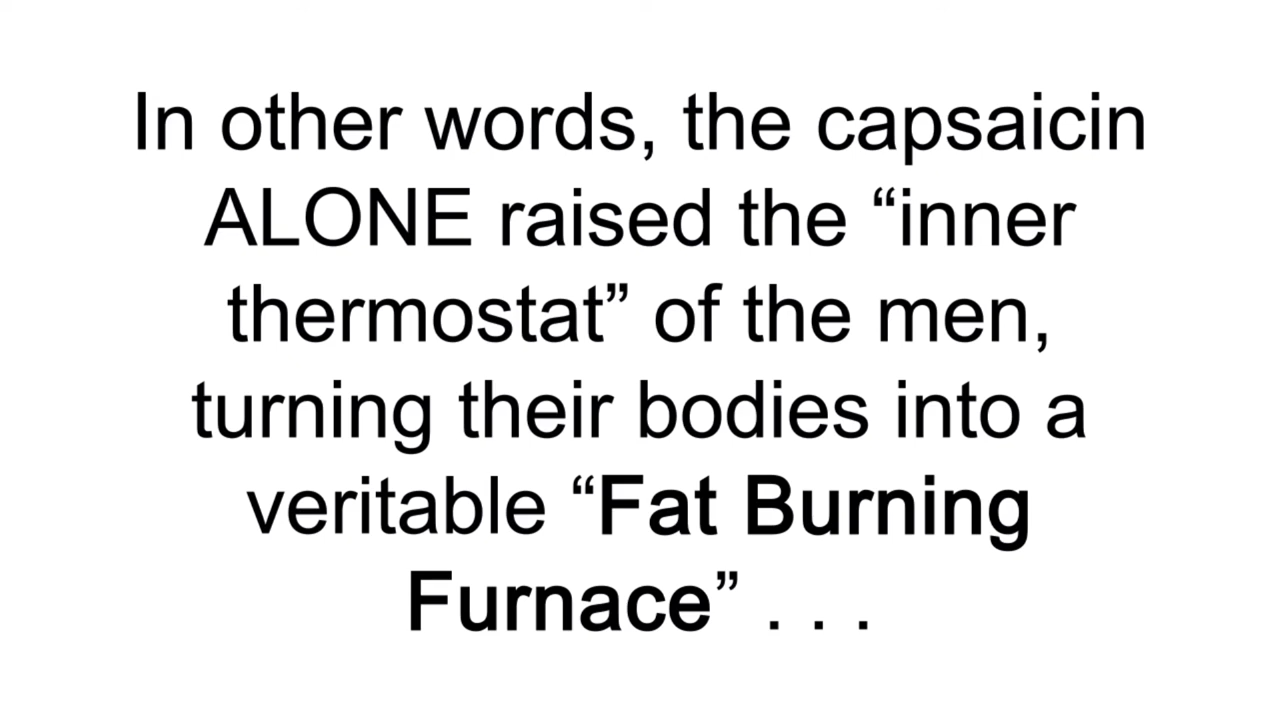 In other words, the capsaicin
ALONE raised the “inner
thermostat” of the men,
turning their bodies into a
veritable “Fat Burning
Furnace” . . .